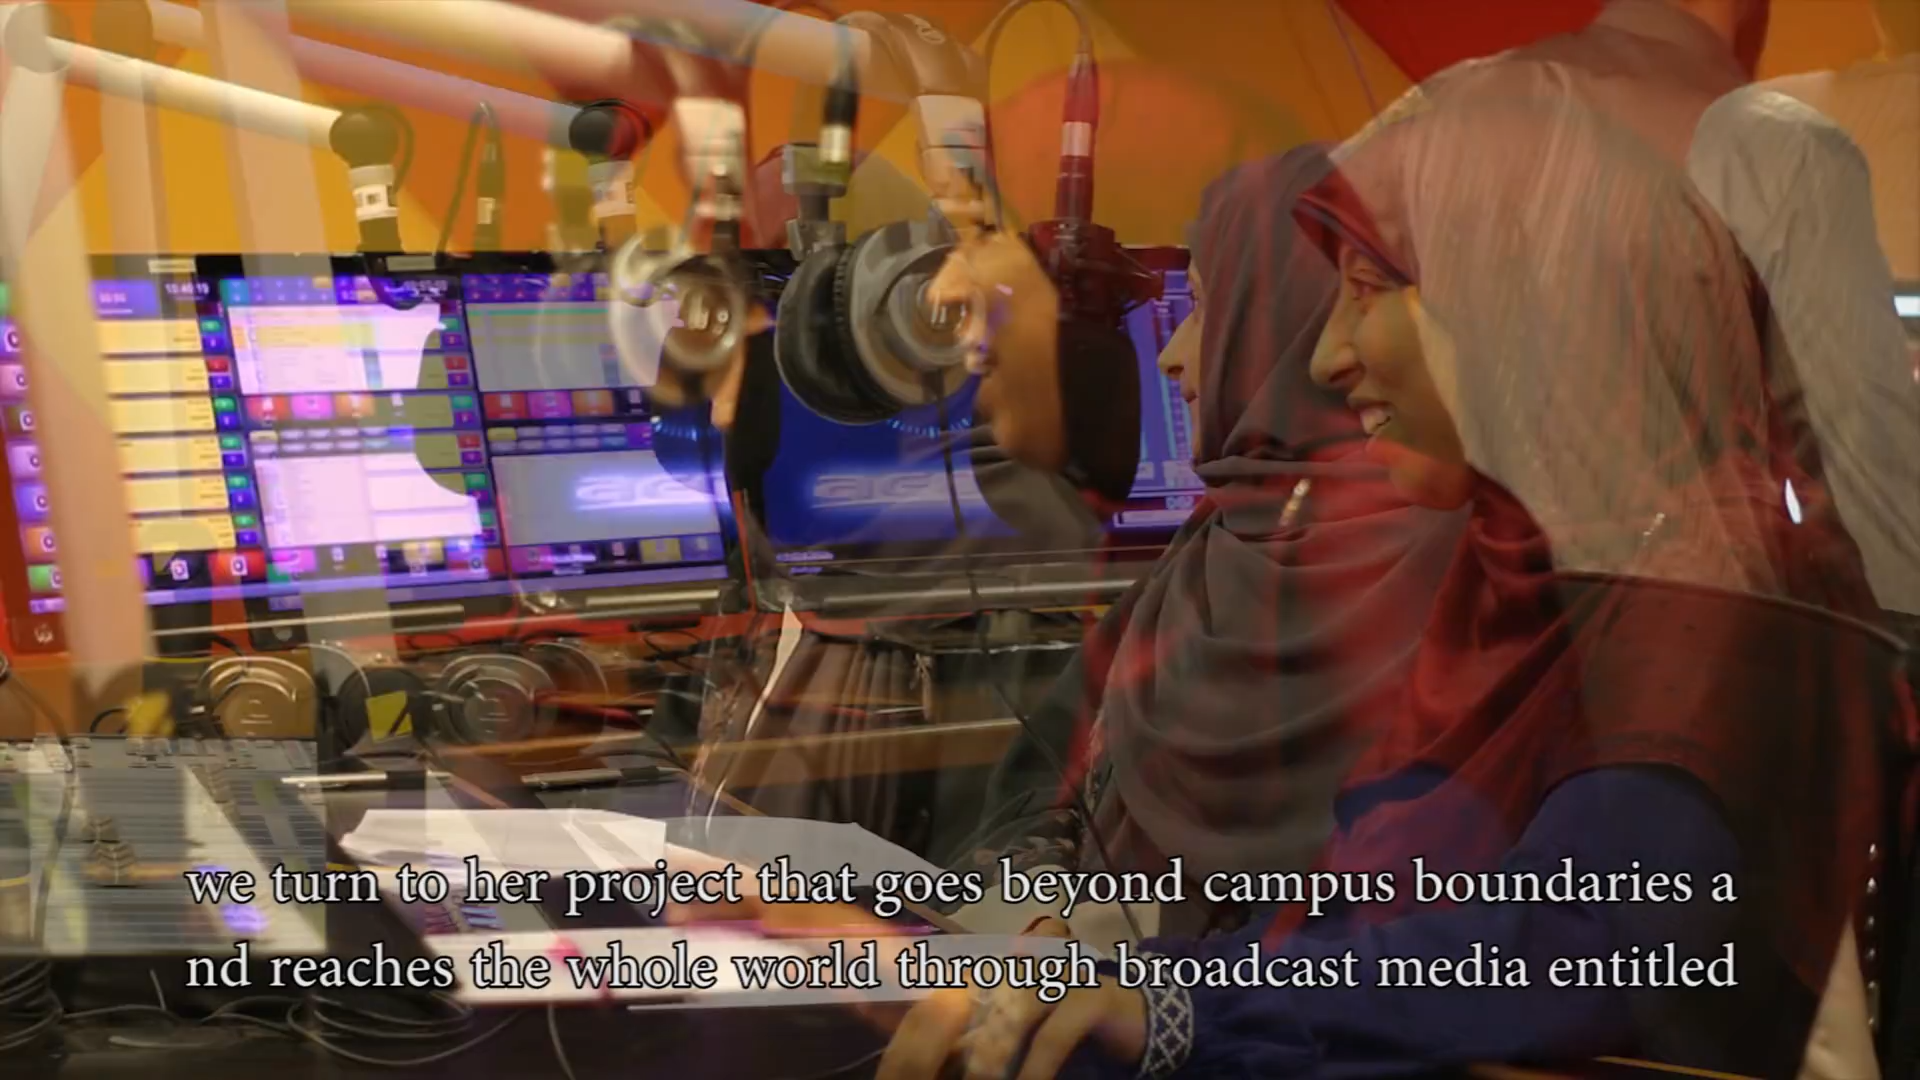 we turn to her project that goes beyond campus boundaries a
nd reaches the whole world through broadcast media entitled